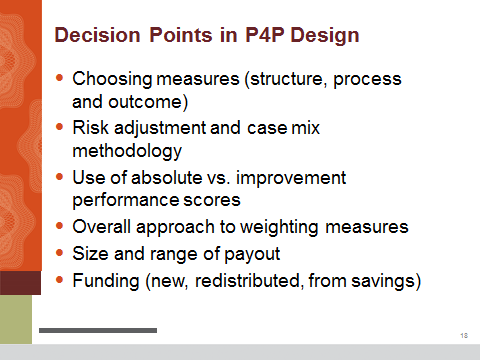 Decision Points in P4P Design
• Choosing measures (structure, process
and outcome)
• Risk adjustment and case mix
methodology
• Use of absolute vs. improvement
performance scores
• Overall approach to weighting measures
• Size and range of payout
• Funding (new, redistributed, from savings)
18